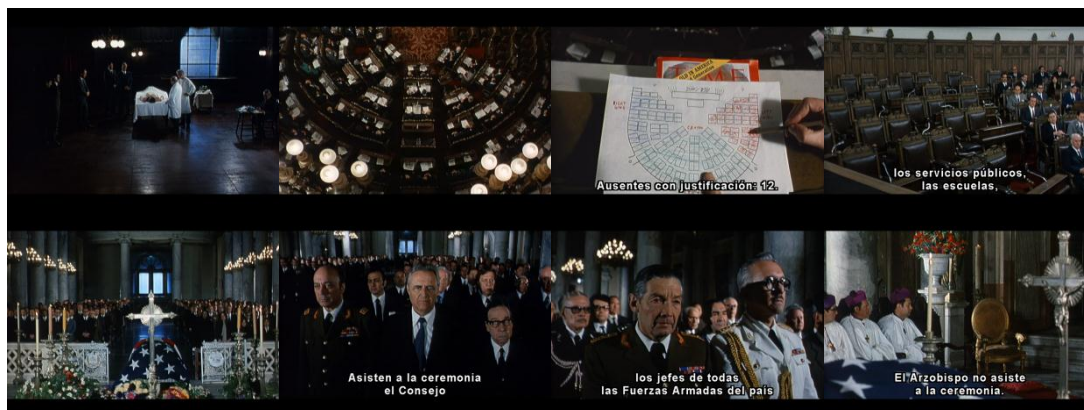 Ausentes con justificación: 12.
los servicios públicos,
las escuelas,
Asisten a la ceremonia
el Consejo
los jefes de todas
las Fuerzas Armadas del país
El Arzobispo no asiste
a la ceremonia.